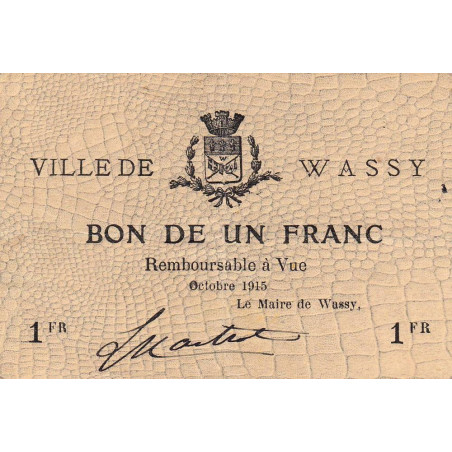 VILLE DE WASSY
BON DE UN FRANC
Remboursable à Vue
Octobre 1915
Le Maire de Wassy,
1 FR 1 FR